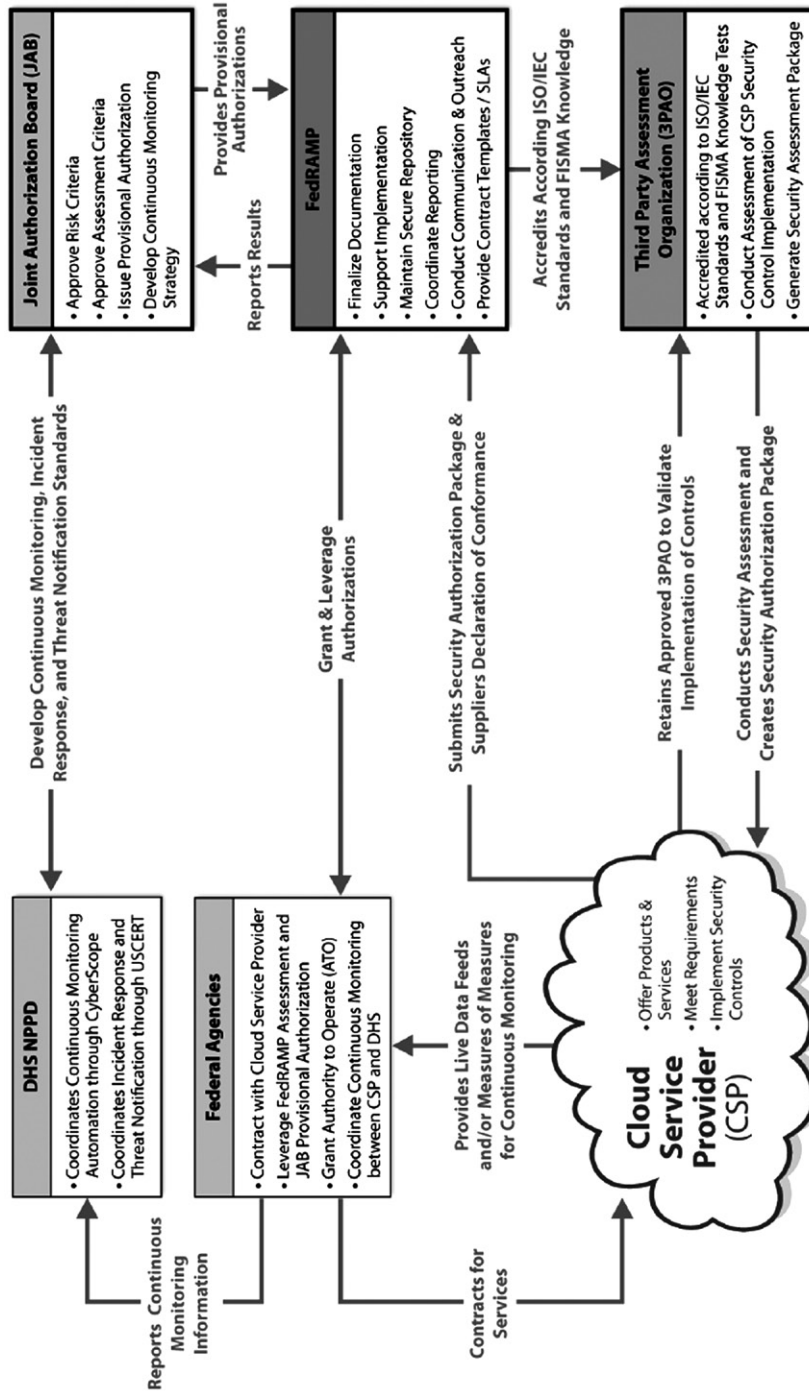 DHS NPPD
• Coordinates Continuous Monitoring
Automation through CyberScope
• Coordinates Incident Response and
Threat Notification through USCERT
Develop Continuous Monitoring, Incident
Response, and Threat Notification Standards
Joint Authorization Board (JAB)
• Approve Risk Criteria
• Approve Assessment Criteria
• Issue Provisional Authorization
• Develop Continuous Monitoring
Strategy
Reports Continuous
Monitoring
Information
Reports Results
Provides Provisional
Authorizations
Federal Agencies
• Contract with Cloud Service Provider
• Leverage FedRAMP Assessment and
JAB Provisional Authorization
• Grant Authority to Operate (ATO)
• Coordinate Continuous Monitoring
between CSP and DHS
Grant & Leverage
Authorizations
FedRAMP
• Finalize Documentation
• Support Implementation
• Maintain Secure Repository
• Coordinate Reporting
• Conduct Communication & Outreach
• Provide Contract Templates / SLAs
Contracts for
Services
Provides Live Data Feeds
and/or Measures of Measures
for Continuous Monitoring
Submits Security Authorization Package &
Suppliers Declaration of Conformance
Accredits According ISO/IEC
Standards and FISMA Knowledge
Cloud
Service
Provider
(CSP)
• Offer Products &
Services
• Meet Requirements
• Implement Security
Controls
Retains Approved 3PAO to Validate
Implementation of Controls
Conducts Security Assessment and
Creates Security Authorization Package
Third Party Assessment
Organization (3PAO)
• Accredited according to ISO/IEC
Standards and FISMA Knowledge Tests
• Conduct Assessment of CSP Security
Control Implementation
• Generate Security Assessment Package